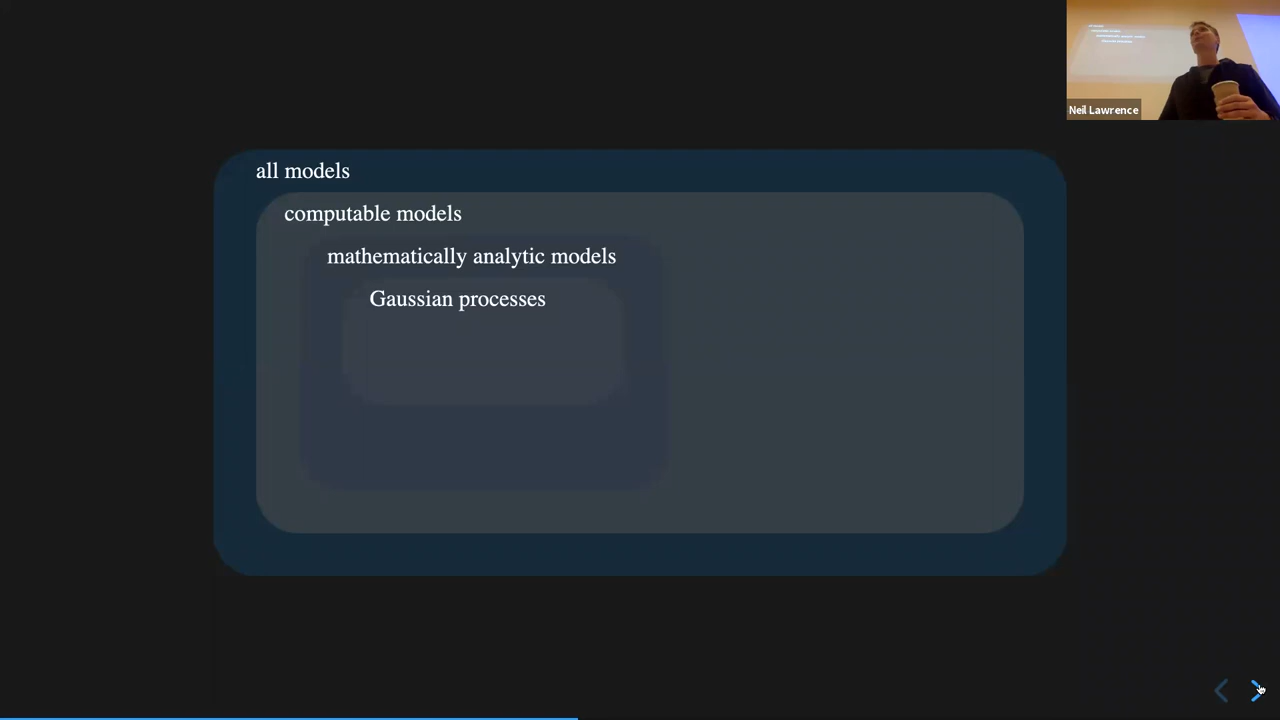 all models
computable models
mathematically analytic models
Gaussian processes
Neil Lawrence